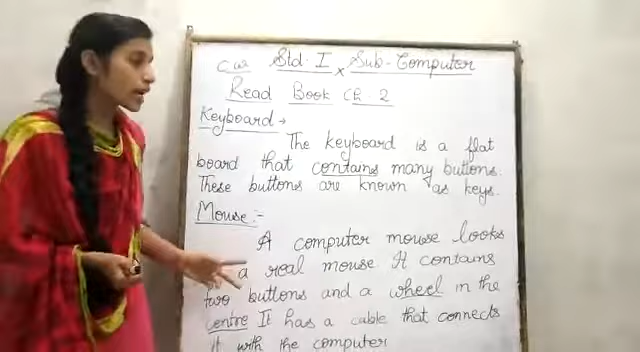 C.W Std. I x Sub- Computer
Read Book Ch. 2
Keyboard →
The keyboard is a flat
board that contains many buttons.
These buttons are known as keys.
Mouse:-
A computer mouse looks
a real mouse. It contains
two buttons and a wheel in the
centre It has a cable that connects
it with the computer